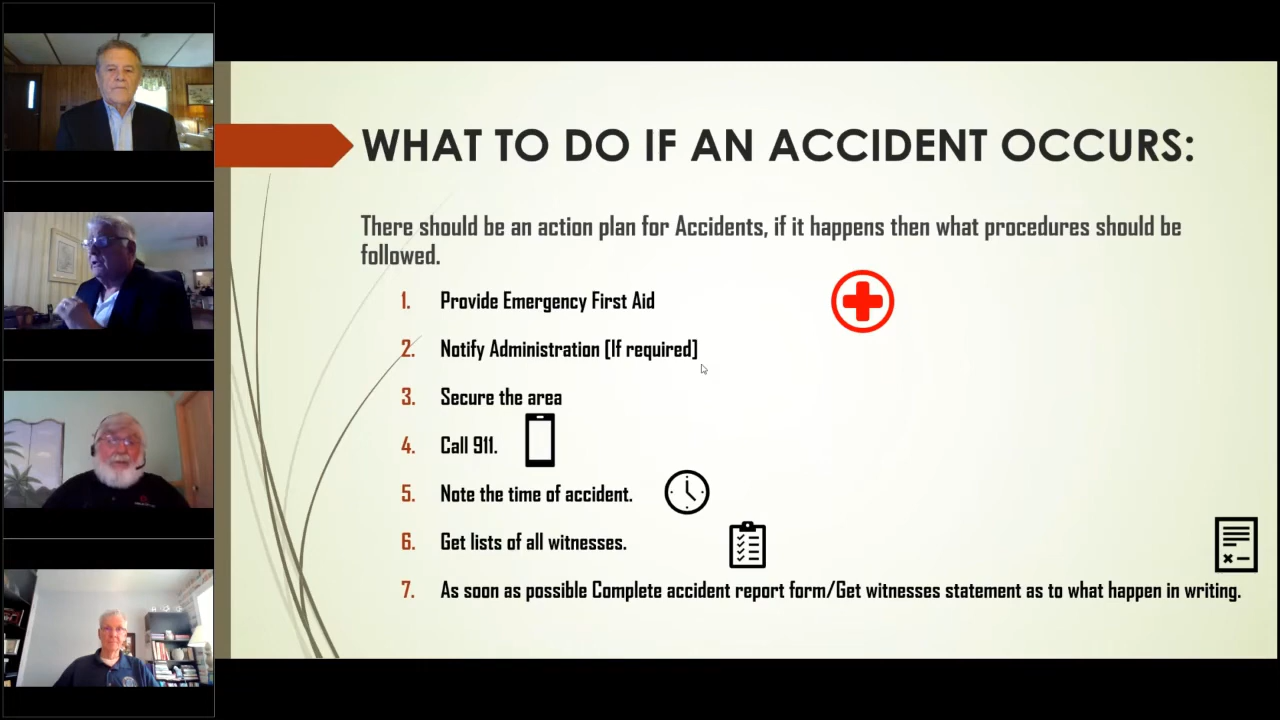 WHAT TO DO IF AN ACCIDENT OCCURS:
There should be an action plan for Accidents, if it happens then what procedures should be
followed.
1. Provide Emergency First Aid
2. Notify Administration [If required]
3. Secure the area
4. Call 911.
5. Note the time of accident.
6. Get lists of all witnesses.
7. As soon as possible Complete accident report form/Get witnesses statement as to what happen in writing.